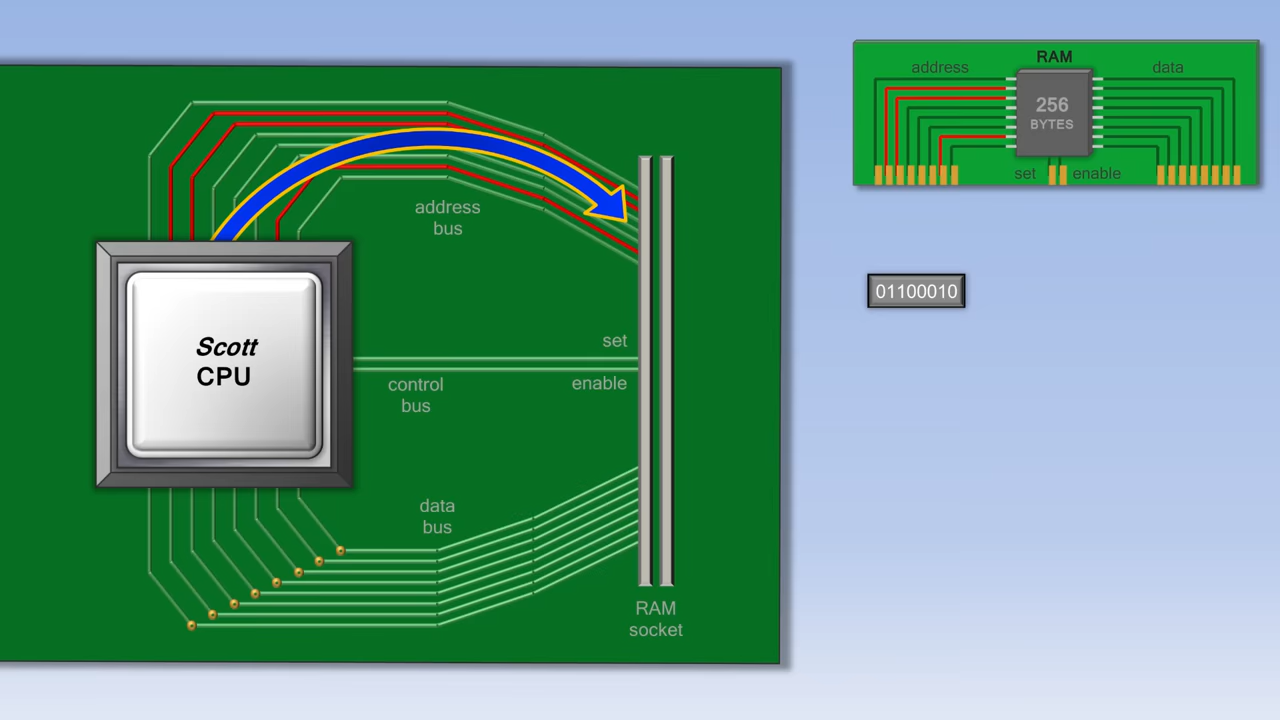 RAM
address
data
256
BYTES
set
enable
address
bus
01100010
Scott
CPU
set
enable
control
bus
data
bus
RAM
socket